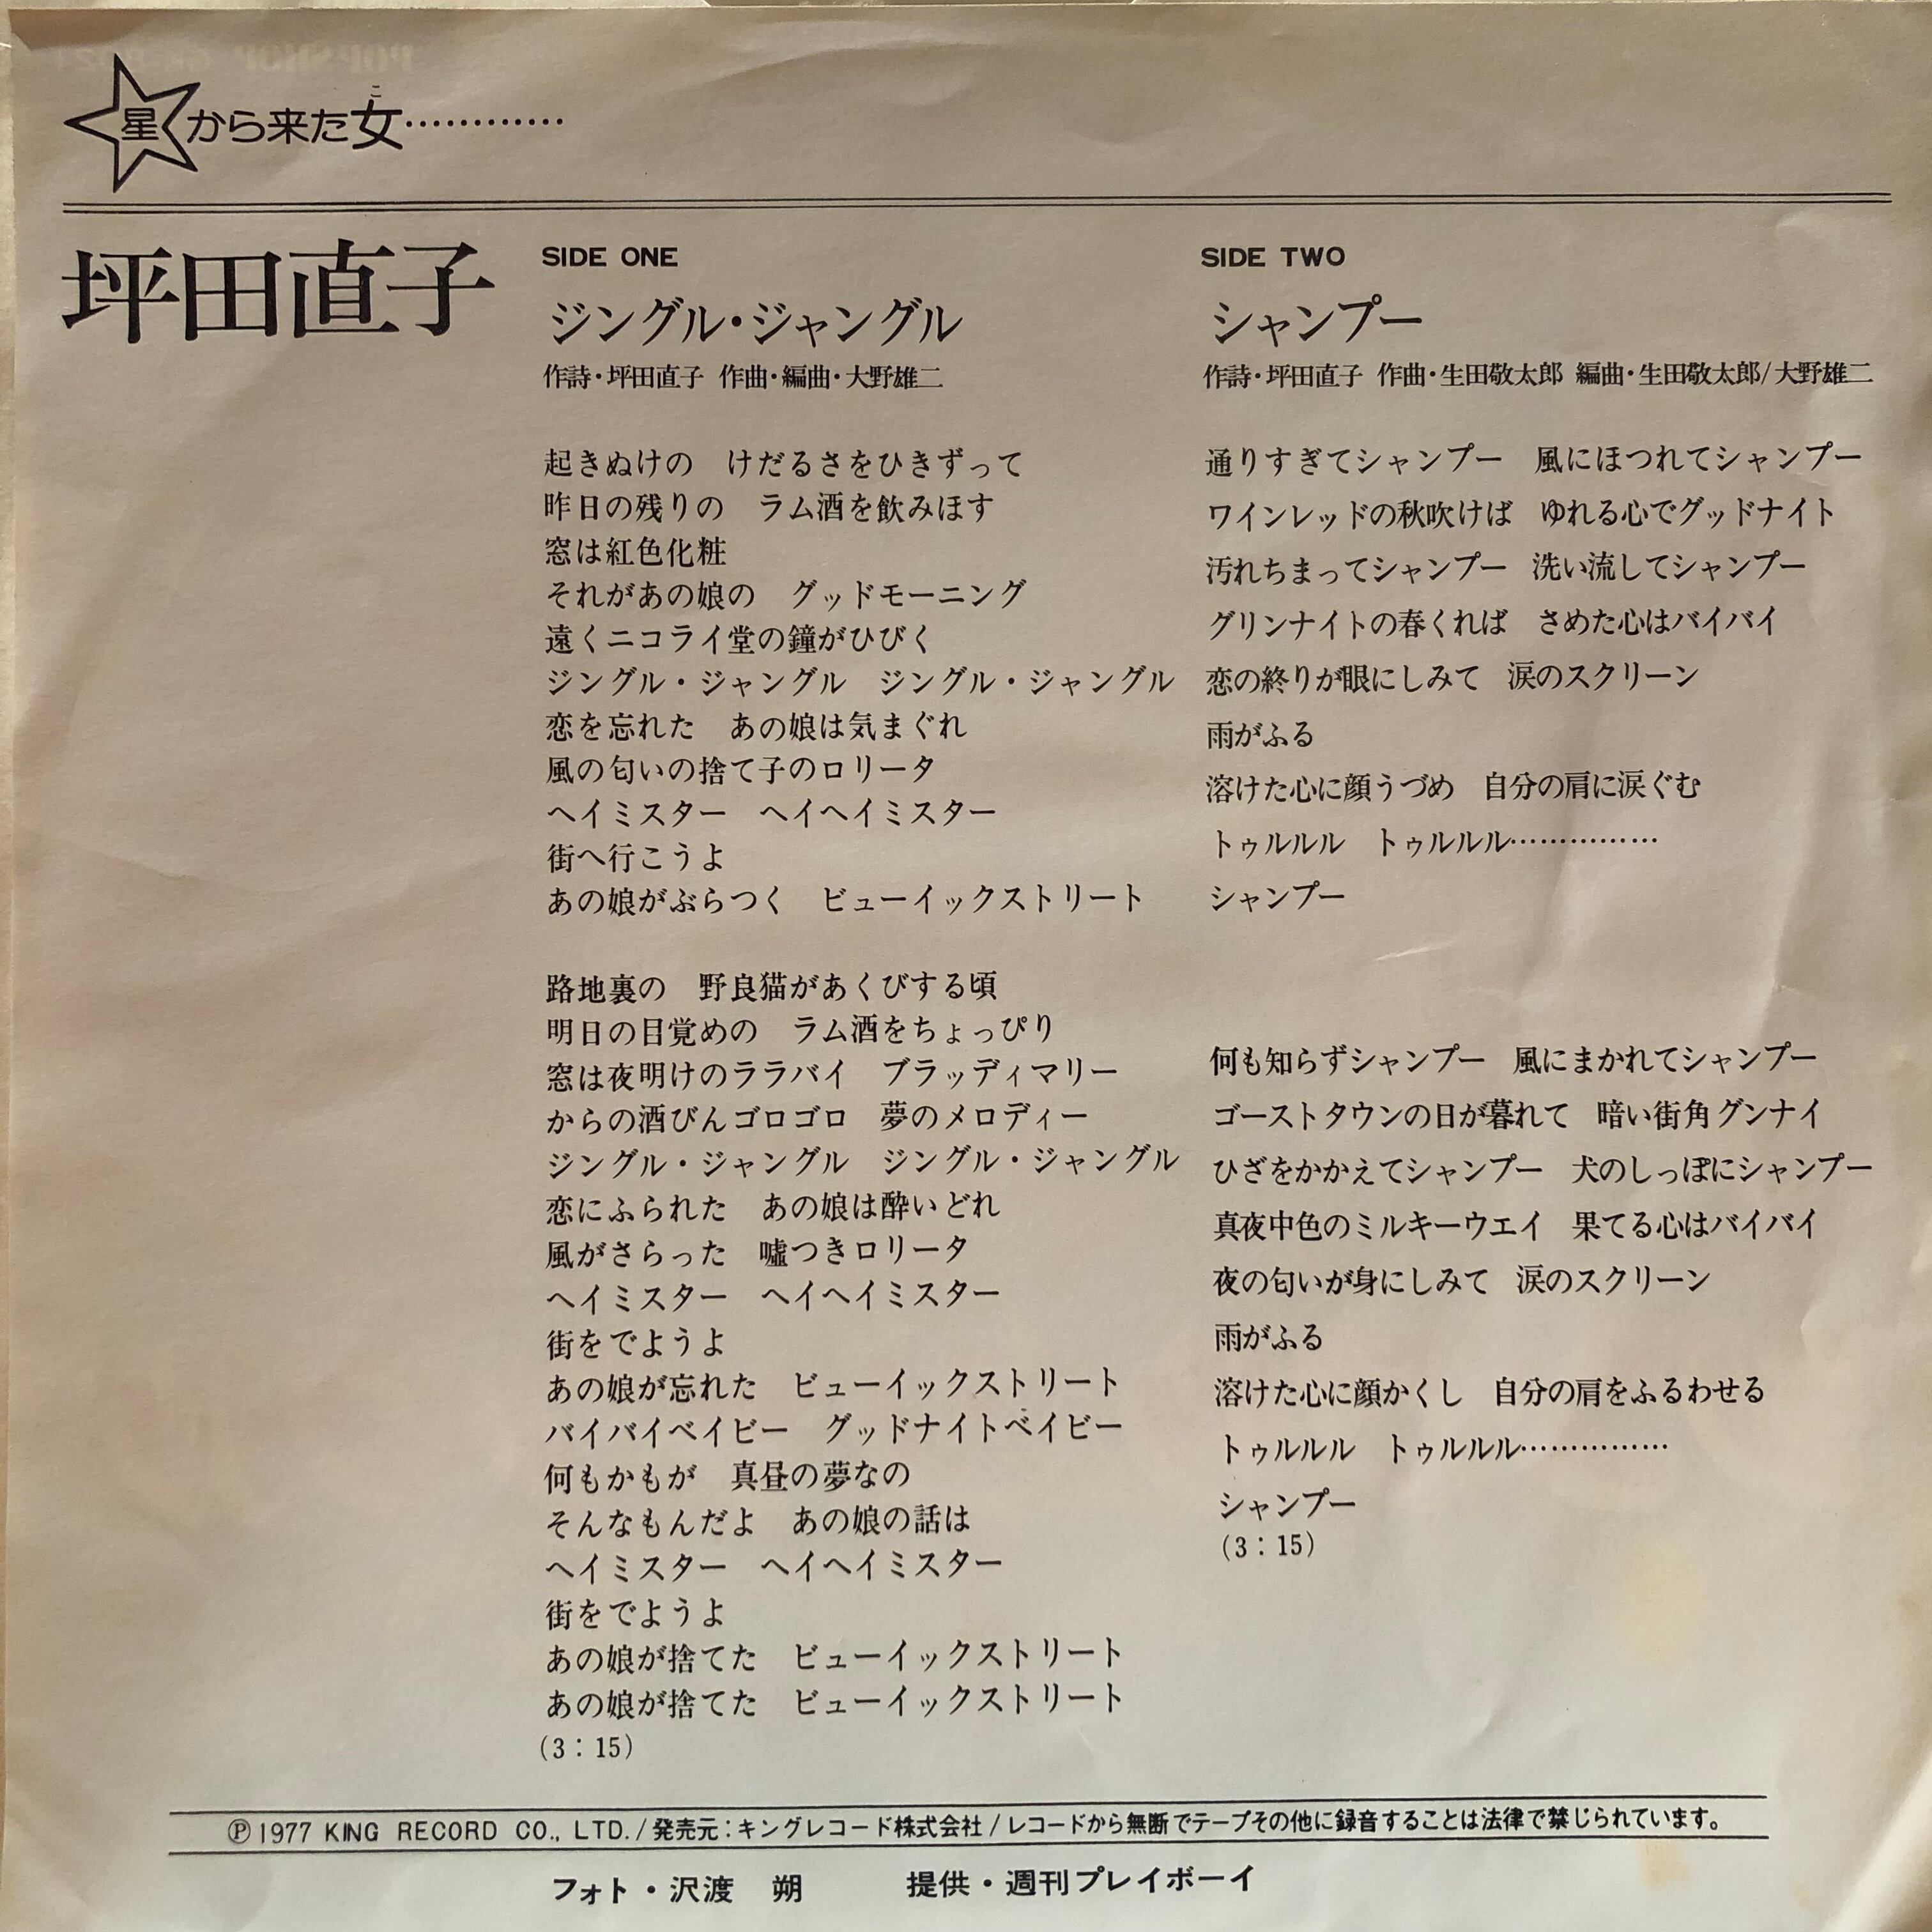 星から来た女…………
こ
坪田直子
SIDE ONE
ジングル・ジャングル
作詩・坪田直子 作曲・編曲・大野雄二
起きぬけの　けだるさをひきずって
昨日の残りの　ラム酒を飲みほす
窓は紅色化粧
それがあの娘の　グッドモーニング
遠くニコライ堂の鐘がひびく
ジングル・ジャングル　ジングル・ジャングル
恋を忘れた　あの娘は気まぐれ
風の匂いの捨て子のロリータ
ヘイミスター　ヘイヘイミスター
街へ行こうよ
あの娘がぶらつく　ビューイックストリート
路地裏の　野良猫があくびする頃
明日の目覚めの　ラム酒をちょっぴり
窓は夜明けのララバイ　ブラッディマリー
からの酒びんゴロゴロ　夢のメロディー
ジングル・ジャングル　ジングル・ジャングル
恋にふられた　あの娘は酔いどれ
風がさらった　嘘つきロリータ
ヘイミスター　ヘイヘイミスター
街をでようよ
あの娘が忘れた　ビューイックストリート
バイバイベイビー　グッドナイトベイビー
何もかもが　真昼の夢なの
そんなもんだよ　あの娘の話は
ヘイミスター　ヘイヘイミスター
街をでようよ
あの娘が捨てた　ビューイックストリート
あの娘が捨てた　ビューイックストリート
(3：15)
SIDE TWO
シャンプー
作詩・坪田直子 作曲・生田敬太郎 編曲・生田敬太郎/大野雄二
通りすぎてシャンプー　風にほつれてシャンプー
ワインレッドの秋吹けば　ゆれる心でグッドナイト
汚れちまってシャンプー　洗い流してシャンプー
グリンナイトの春くれば　さめた心はバイバイ
恋の終りが眼にしみて　涙のスクリーン
雨がふる
溶けた心に顔うづめ　自分の肩に涙ぐむ
トゥルルル　トゥルルル……………
シャンプー
何も知らずシャンプー　風にまかれてシャンプー
ゴーストタウンの日が暮れて　暗い街角グンナイ
ひざをかかえてシャンプー　犬のしっぽにシャンプー
真夜中色のミルキーウエイ　果てる心はバイバイ
夜の匂いが身にしみて　涙のスクリーン
雨がふる
溶けた心に顔かくし　自分の肩をふるわせる
トゥルルル　トゥルルル……………
シャンプー
(3：15)
Ⓟ1977 KING RECORD CO., LTD./発売元：キングレコード株式会社/レコードから無断でテープその他に録音することは法律で禁じられています。
フォト・沢渡　朔　　提供・週刊プレイボーイ